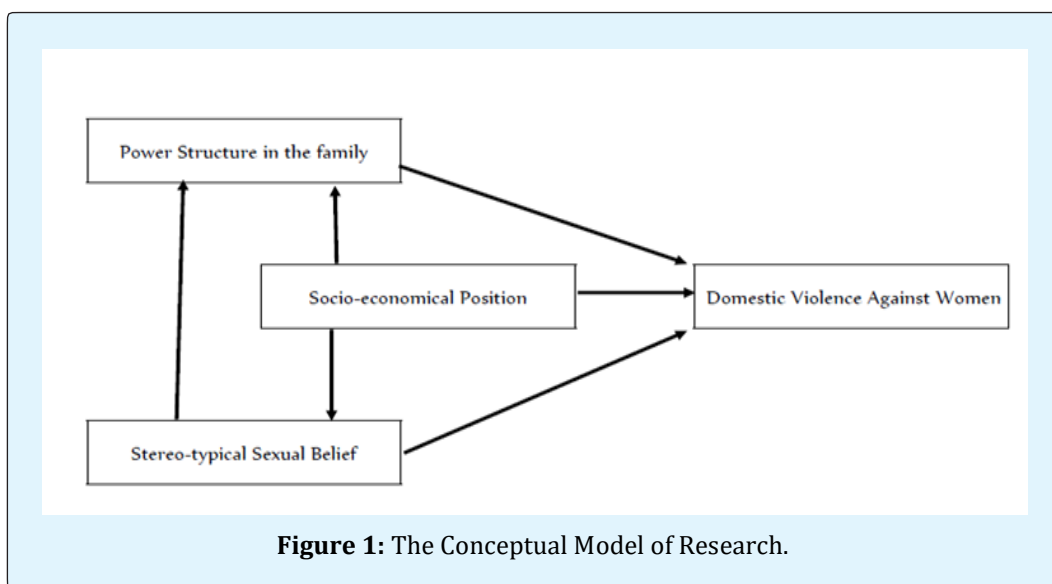 Power Structure in the family
Socio-economical Position
Domestic Violence Against Women
Stereo-typical Sexual Belief
Figure 1: The Conceptual Model of Research.